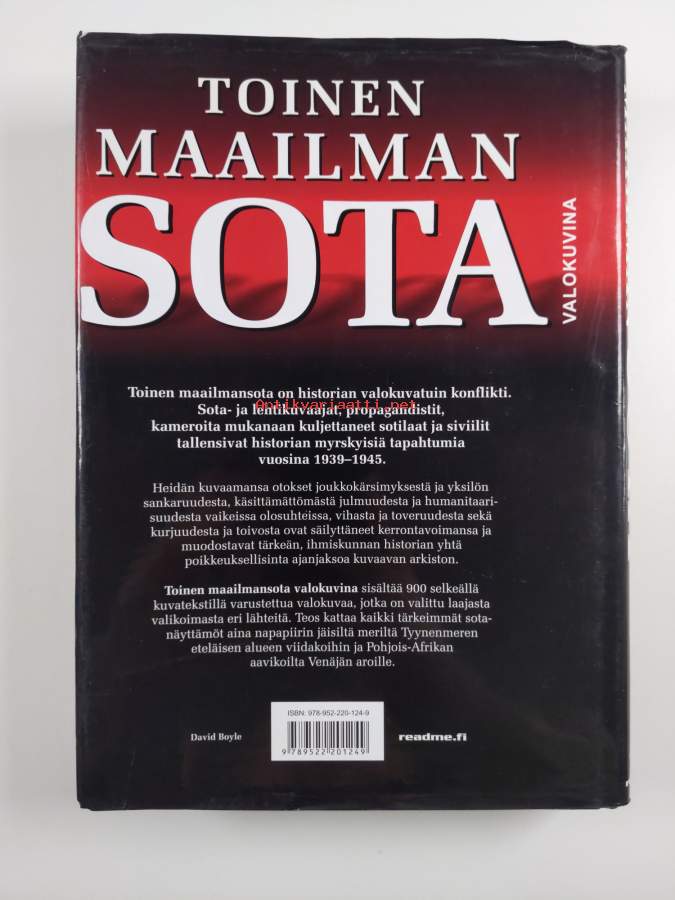 TOINEN
MAAILMAN
SOTA
VALOKUVINA
Toinen maailmansota on historian valokuvatuin konflikti.
Sota- ja lehtikuvaajat, propagandistit,
Antikvariaatti.net
kameroita mukanaan kuljettaneet sotilaat ja siviilit
tallensivat historian myrskyisiä tapahtumia
vuosina 1939–1945.
Heidän kuvaamansa otokset joukkokärsimyksestä ja yksilön
sankaruudesta, käsittämättömästä julmuudesta ja humanitaari-
suudesta vaikeissa olosuhteissa, vihasta ja toveruudesta sekä
kurjuudesta ja toivosta ovat säilyttäneet kerrontavoimansa ja
muodostavat tärkeän, ihmiskunnan historian yhtä
poikkeuksellisinta ajanjaksoa kuvaavan arkiston.
Toinen maailmansota valokuvina sisältää 900 selkeällä
kuvatekstillä varustettua valokuvaa, jotka on valittu laajasta
valikoimasta eri lähteitä. Teos kattaa kaikki tärkeimmät sota-
näyttämöt aina napapiirin jäisiltä meriltä Tyynenmeren
eteläisen alueen viidakoihin ja Pohjois-Afrikan
aavikoilta Venäjän aroille.
ISBN: 978-952-220-124-9
9 789522 201249
David Boyle
readme.fi